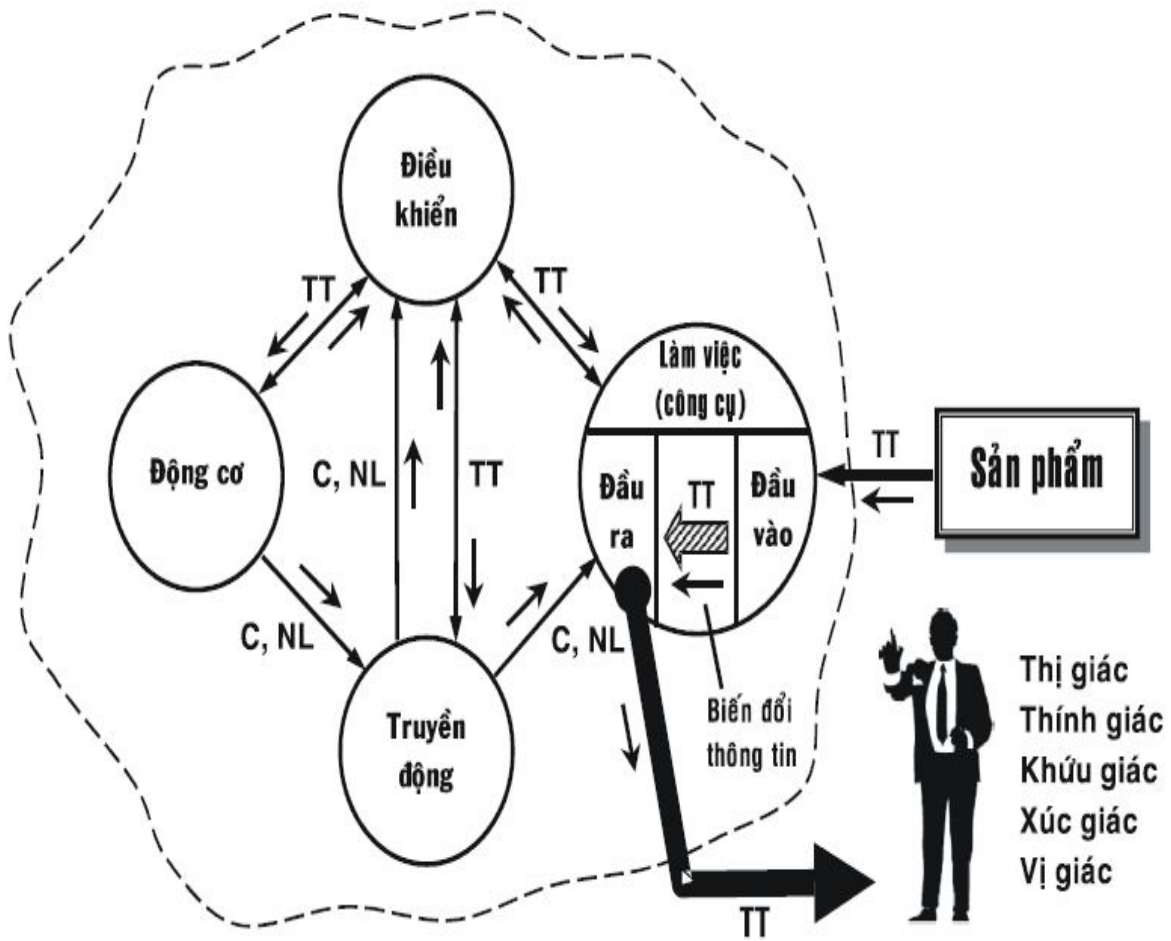 Điều
khiển
TT
TT
Làm việc
(công cụ)
Động cơ
C, NL
TT
Đầu
ra
TT
Đầu
vào
TT
Sản phẩm
C, NL
C, NL
Truyền
động
Biến đổi
thông tin
Thị giác
Thính giác
Khứu giác
Xúc giác
Vị giác
TT